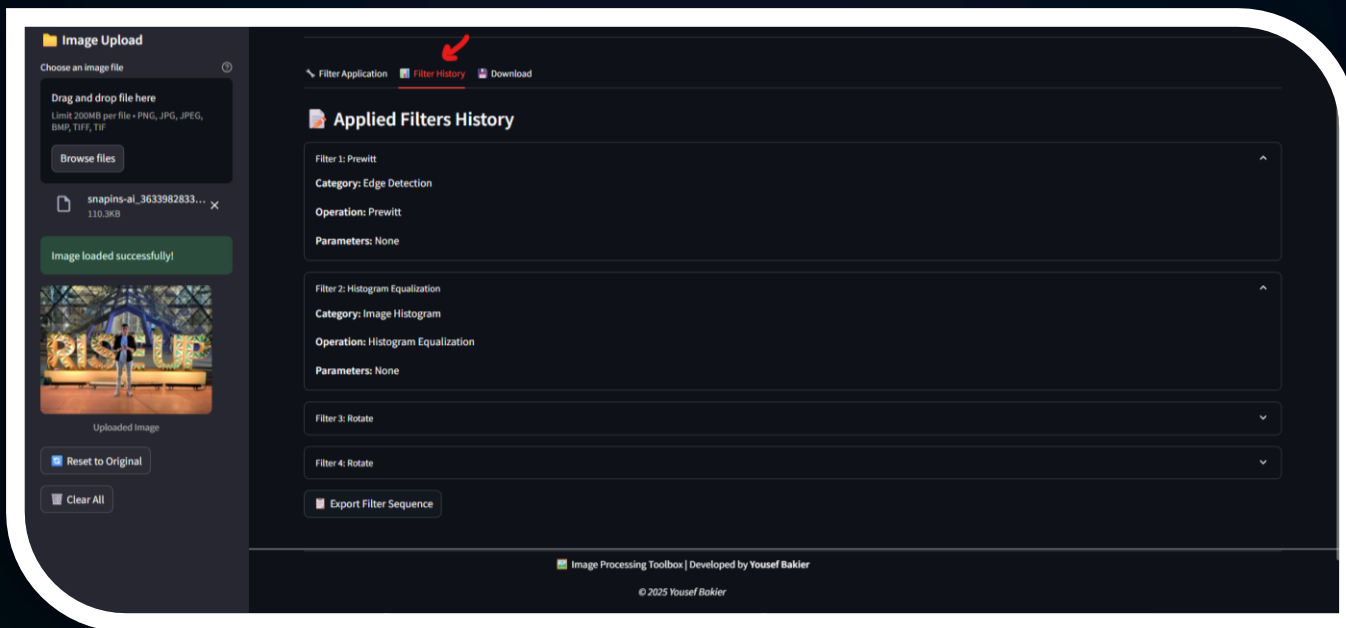 Image Upload
Choose an image file
Drag and drop file here
Limit 200MB per file • PNG, JPG, JPEG,
BMP, TIFF, TIF
Browse files
snapins-ai_3633982833...
110.3KB
Image loaded successfully!
RISEUP
Uploaded Image
Reset to Original
Clear All
Filter Application Filter History Download
Applied Filters History
Filter 1: Prewitt
Category: Edge Detection
Operation: Prewitt
Parameters: None
Filter 2: Histogram Equalization
Category: Image Histogram
Operation: Histogram Equalization
Parameters: None
Filter 3: Rotate
Filter 4: Rotate
Export Filter Sequence
Image Processing Toolbox | Developed by Yousef Bakier
© 2025 Yousef Bakier